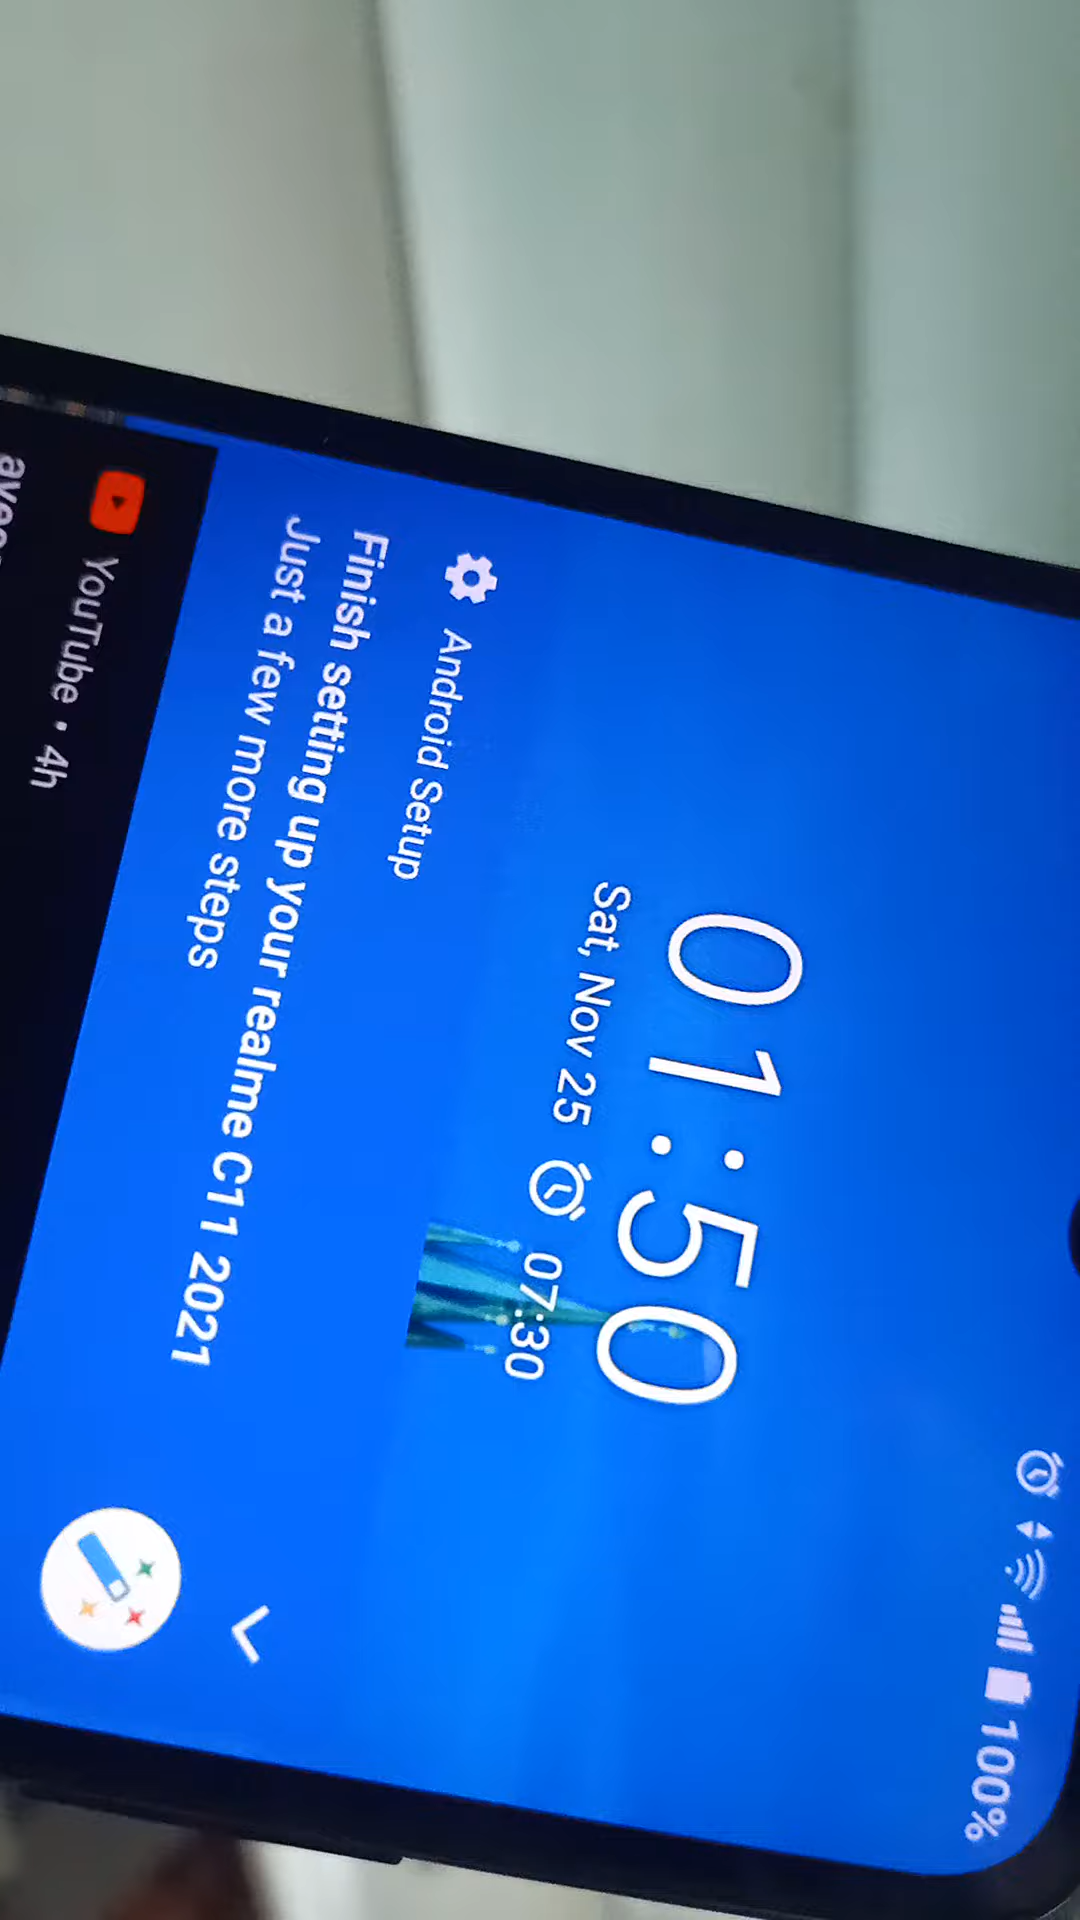 100%
01:50
Sat, Nov 25 07:30
Android Setup
Finish setting up your realme C11 2021
Just a few more steps
YouTube • 4h